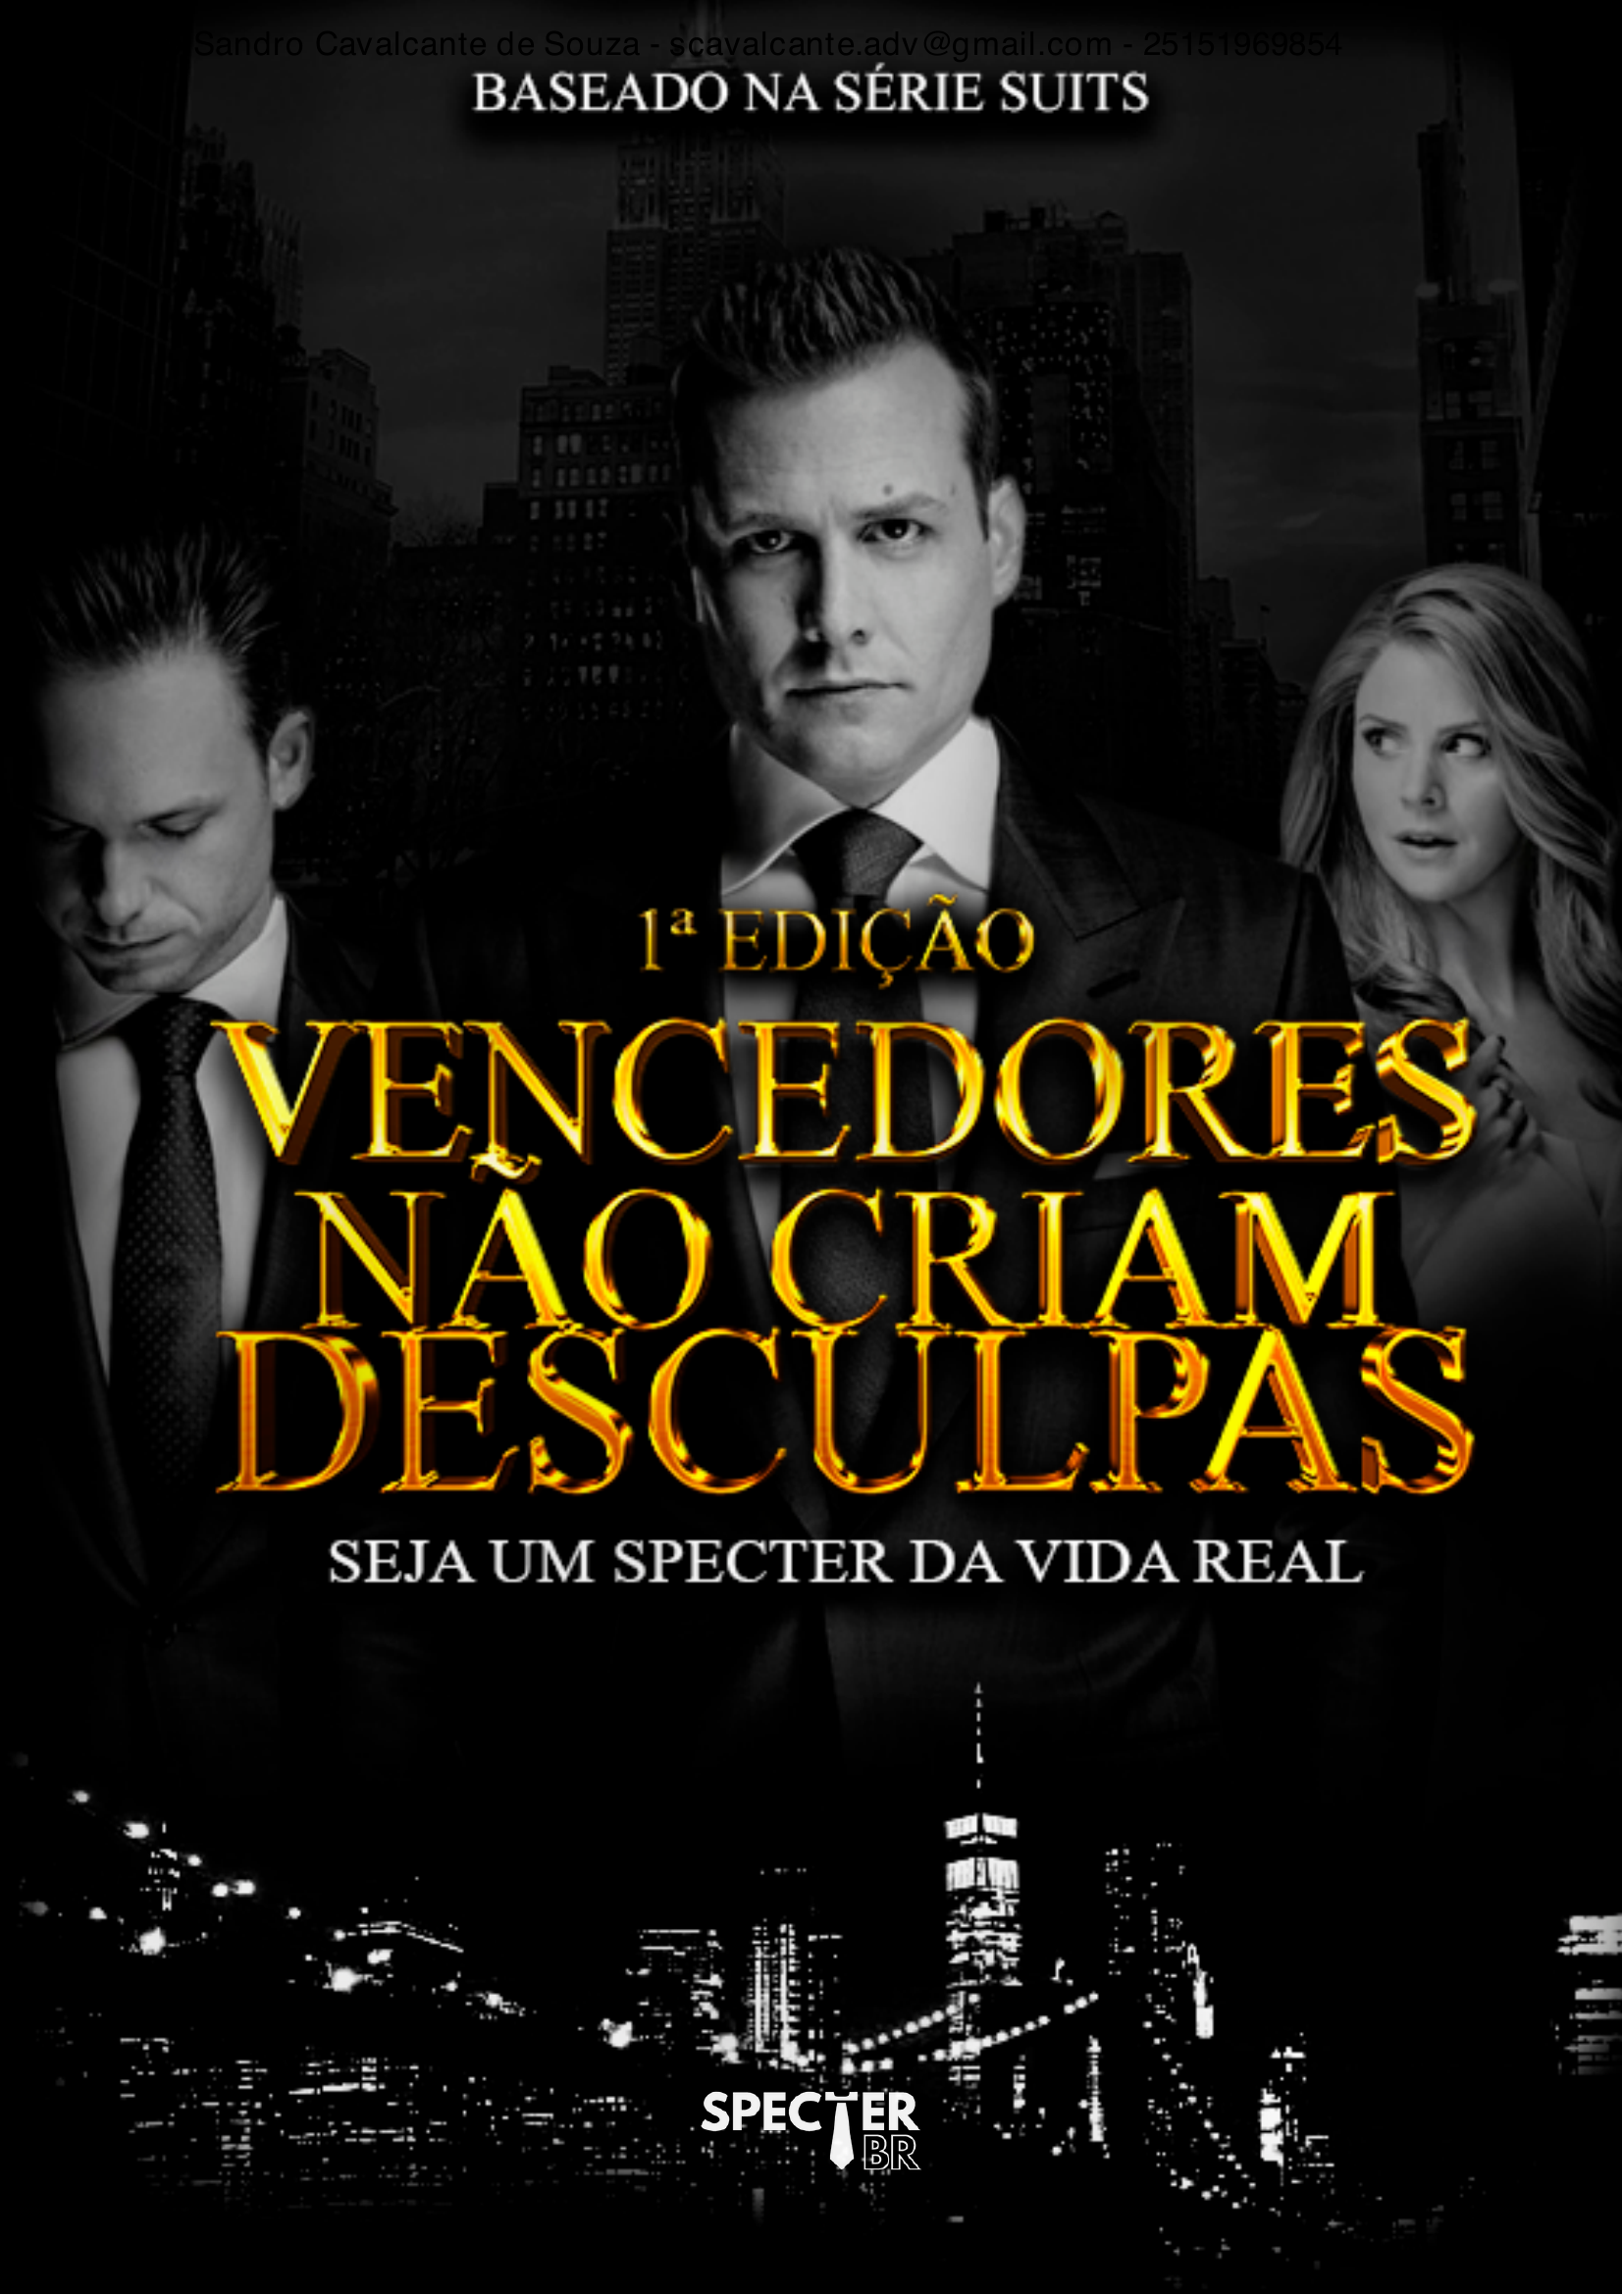 Sandro Cavalcante de Souza - scavalcante.adv@gmail.com - 25151969854
BASEADO NA SÉRIE SUITS
1ª EDIÇÃO
VENCEDORES
NÃO CRIAM
DESCULPAS
SEJA UM SPECTER DA VIDA REAL
SPECTER
BR